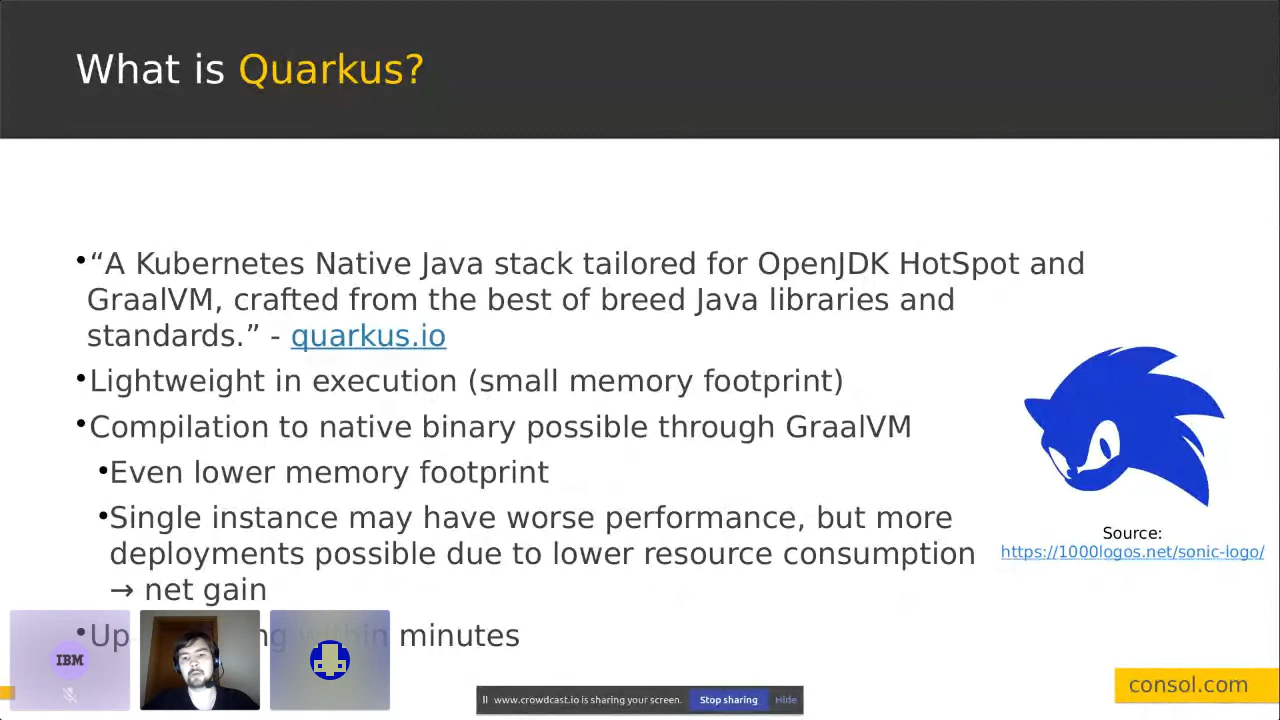 What is Quarkus?
•“A Kubernetes Native Java stack tailored for OpenJDK HotSpot and
GraalVM, crafted from the best of breed Java libraries and
standards.” - quarkus.io
•Lightweight in execution (small memory footprint)
•Compilation to native binary possible through GraalVM
•Even lower memory footprint
•Single instance may have worse performance, but more
deployments possible due to lower resource consumption
→ net gain
Source:
https://1000logos.net/sonic-logo/
•Up ng within minutes
IBM
www.crowdcast.io is sharing your screen. Stop sharing Hide
consol.com